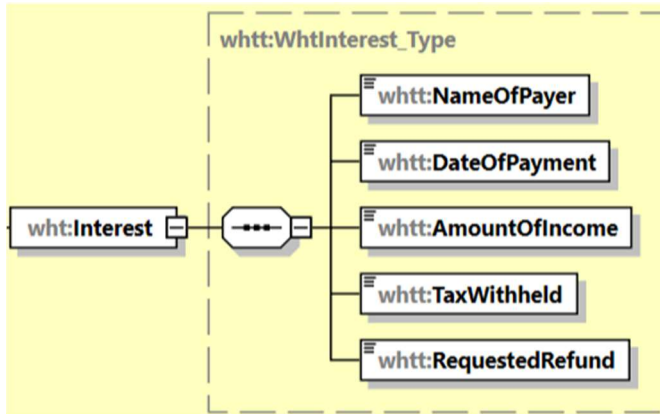 whtt:WhtInterest_Type
whtt:NameOfPayer
whtt:DateOfPayment
wht:Interest
whtt:AmountOfIncome
whtt:TaxWithheld
whtt:RequestedRefund